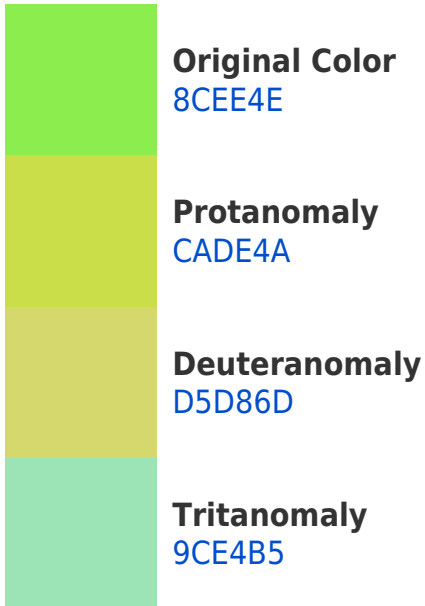 Original Color
8CEE4E
Protanomaly
CADE4A
Deuteranomaly
D5D86D
Tritanomaly
9CE4B5